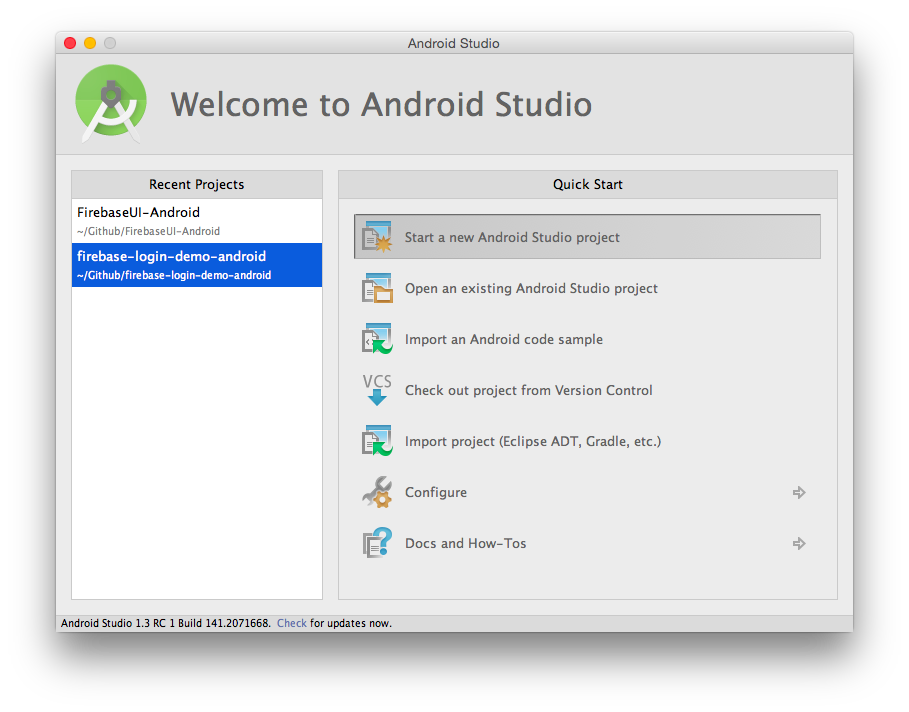 Android Studio
Welcome to Android Studio
Recent Projects
FirebaseUI-Android
~/Github/FirebaseUI-Android
firebase-login-demo-android
~/Github/firebase-login-demo-android
Quick Start
Start a new Android Studio project
Open an existing Android Studio project
Import an Android code sample
VCS
Check out project from Version Control
Import project (Eclipse ADT, Gradle, etc.)
Configure
Docs and How-Tos
Android Studio 1.3 RC 1 Build 141.2071668. Check for updates now.